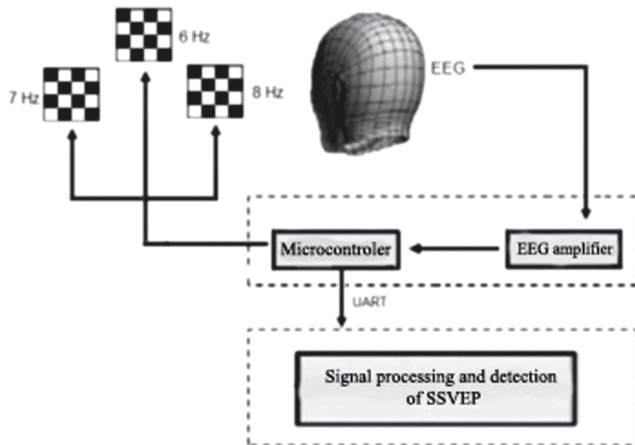 6 Hz
7 Hz
8 Hz
EEG
Microcontroler
EEG amplifier
UART
Signal processing and detection
of SSVEP